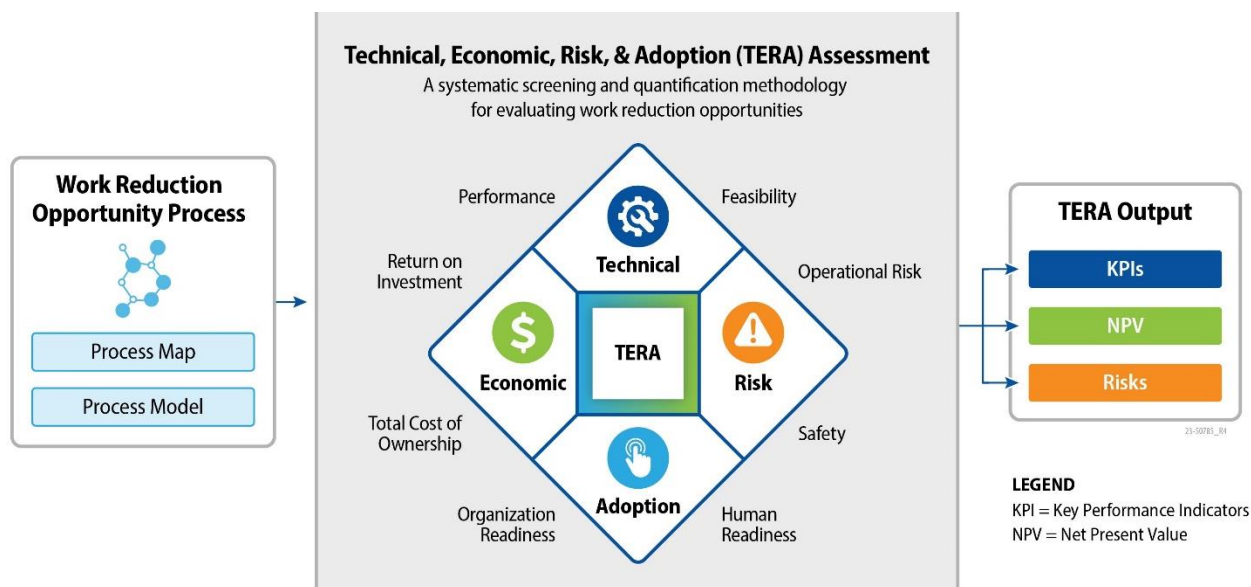 Work Reduction
Opportunity Process
Process Map
Process Model
Technical, Economic, Risk, & Adoption (TERA) Assessment
A systematic screening and quantification methodology
for evaluating work reduction opportunities
Performance
Feasibility
Technical
Return on
Investment
Operational Risk
$
Economic
TERA
Risk
Total Cost of
Ownership
Safety
Adoption
Organization
Readiness
Human
Readiness
TERA Output
KPIs
NPV
Risks
23-50785_R4
LEGEND
KPI = Key Performance Indicators
NPV = Net Present Value